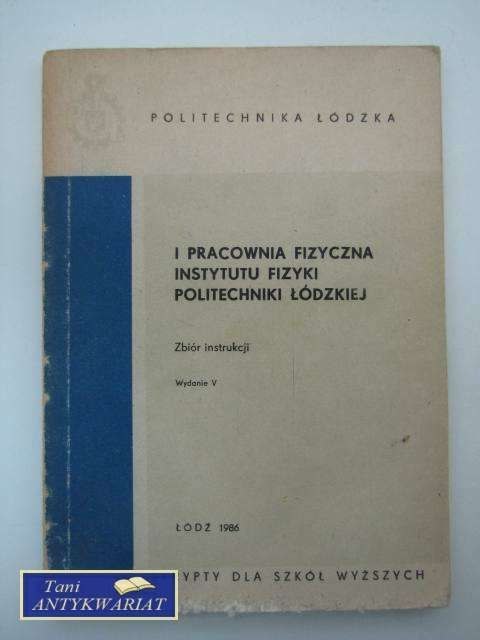 POLITECHNIKA ŁÓDZKA
I PRACOWNIA FIZYCZNA
INSTYTUTU FIZYKI
POLITECHNIKI ŁÓDZKIEJ
Zbiór instrukcji
Wydanie V
ŁÓDŹ 1986
YPTY DLA SZKÓŁ WYŻSZYCH
Tani
ANTYKWARIAT